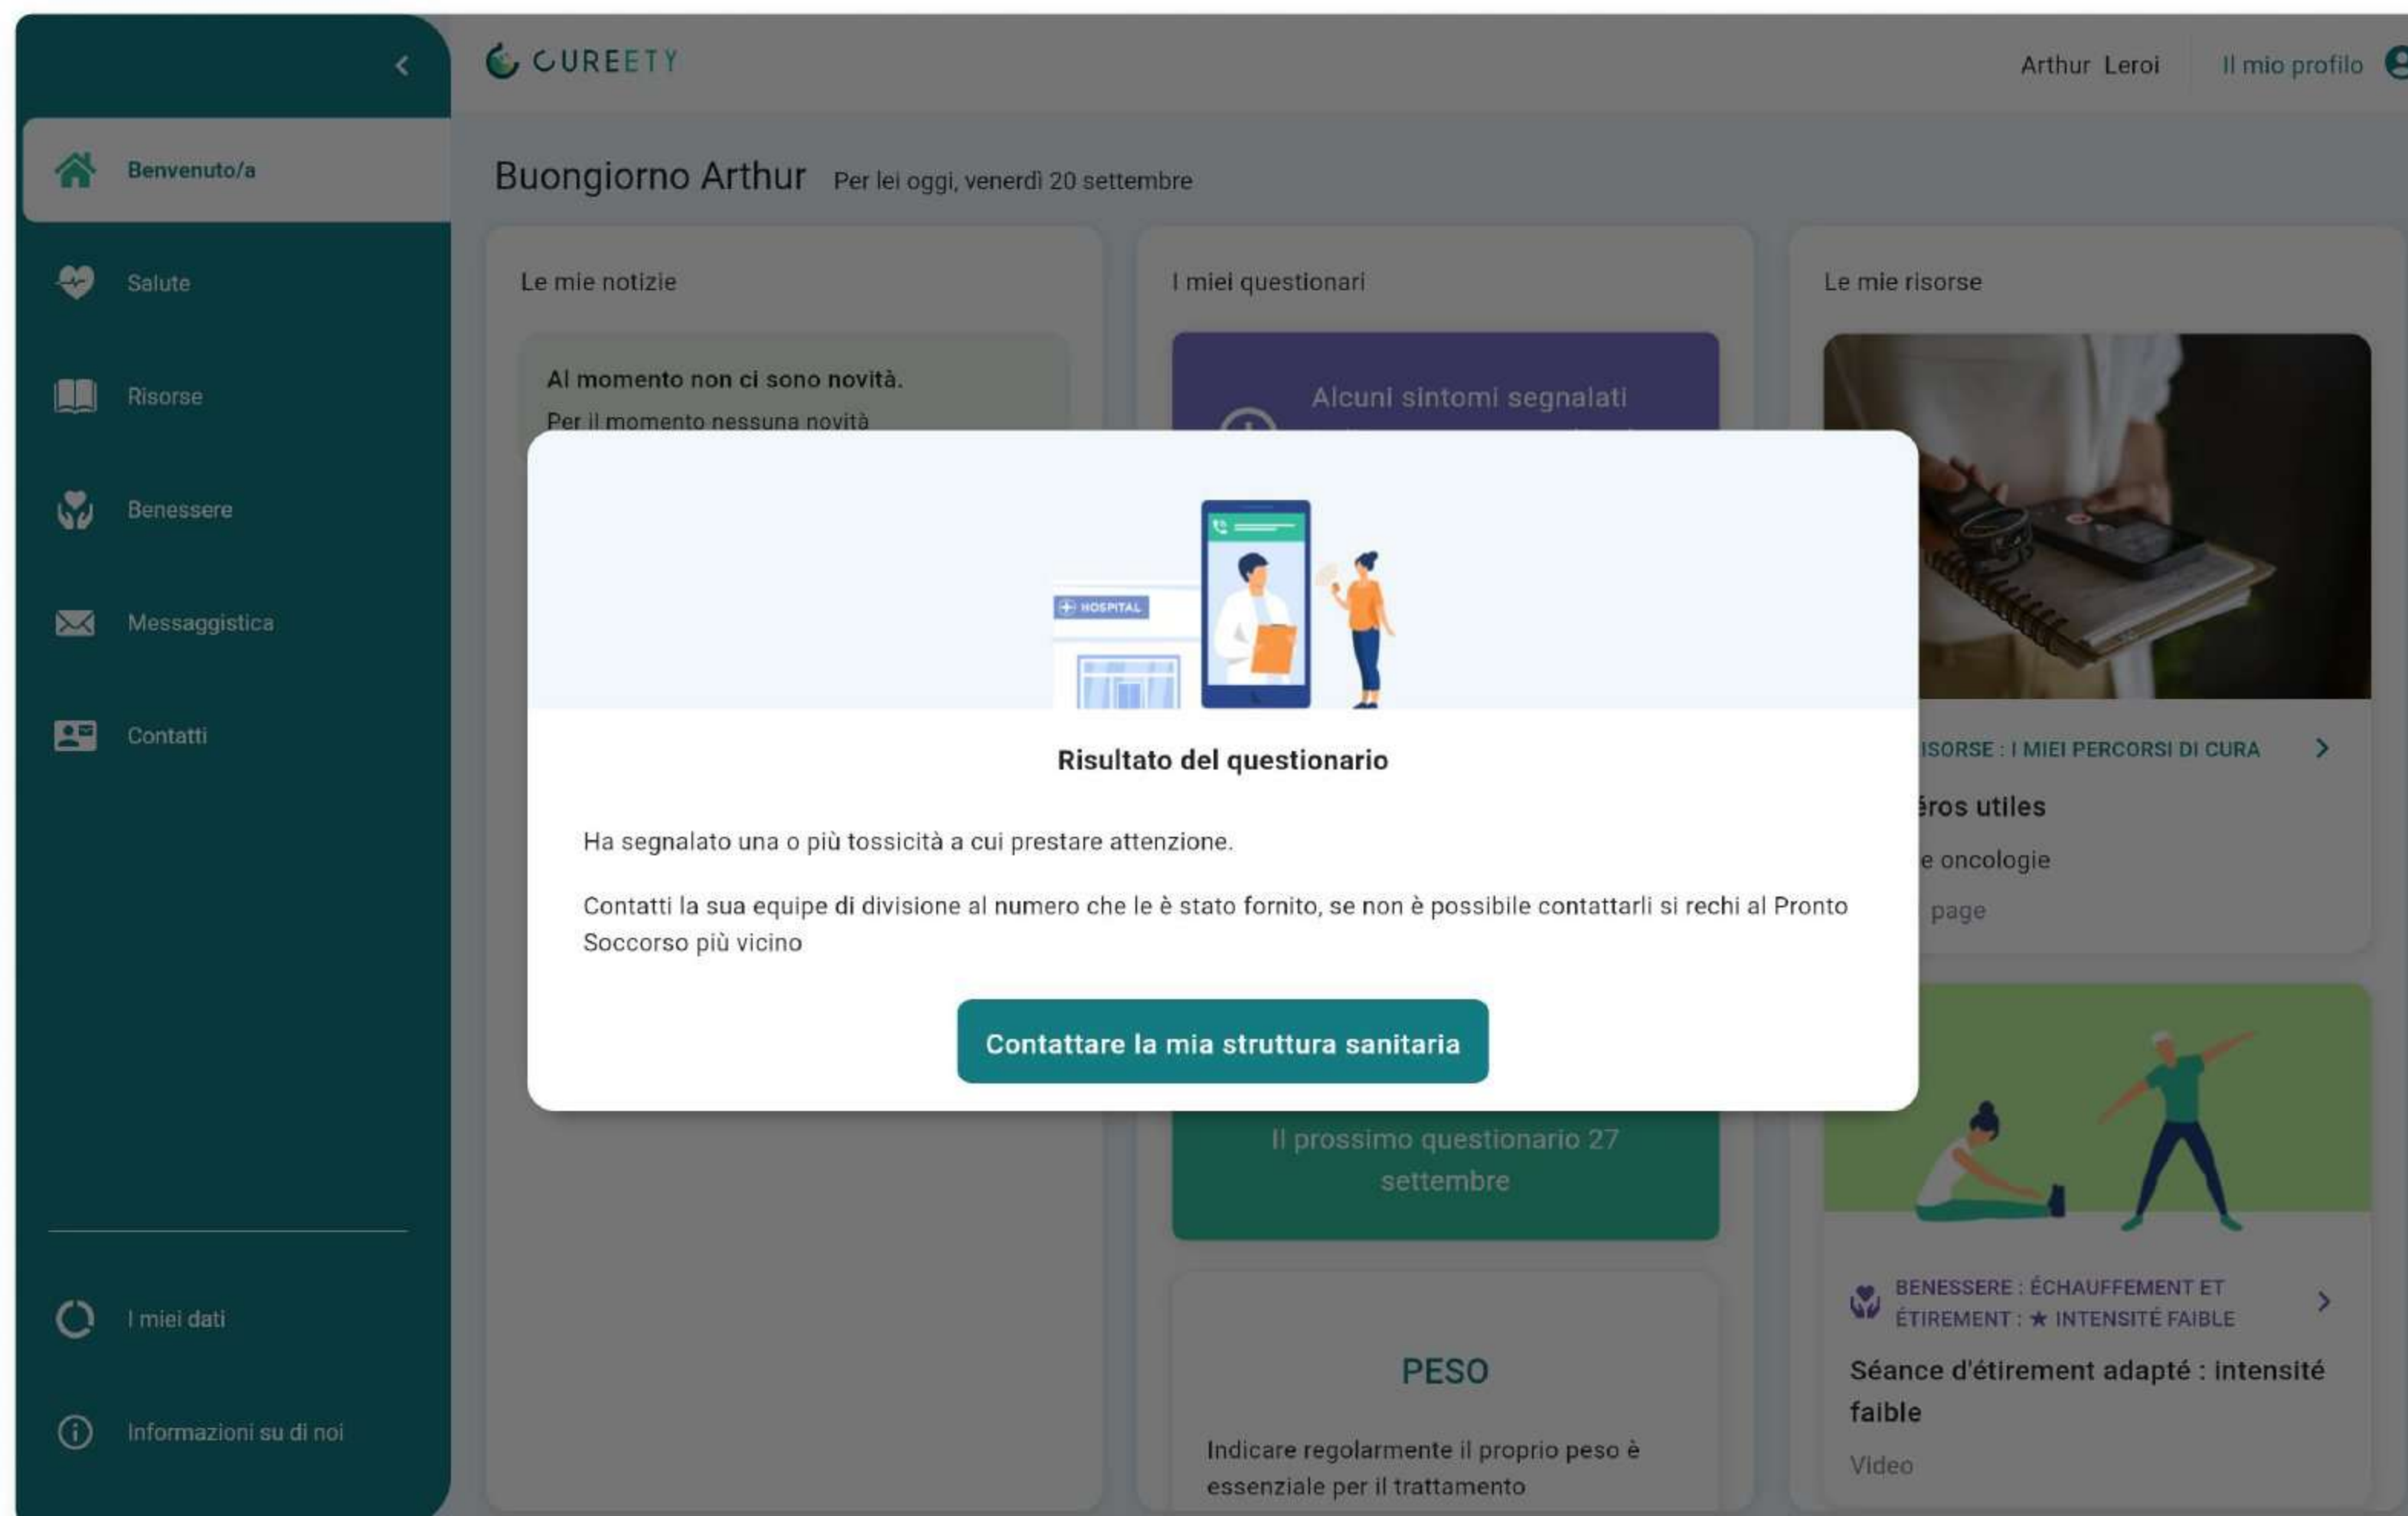 CUREETY
Arthur Leroi
Il mio profilo
Benvenuto/a
Salute
Risorse
Benessere
Messaggistica
Contatti
I miei dati
Informazioni su di noi
Buongiorno Arthur
Per lei oggi, venerdì 20 settembre
Le mie notizie
Al momento non ci sono novità.
Per il momento nessuna novità
I miei questionari
Alcuni sintomi segnalati
HOSPITAL
Risultato del questionario
Ha segnalato una o più tossicità a cui prestare attenzione.
Contatti la sua equipe di divisione al numero che le è stato fornito, se non è possibile contattarli si rechi al Pronto
Soccorso più vicino
Contattare la mia struttura sanitaria
Il prossimo questionario 27
settembre
PESO
Indicare regolarmente il proprio peso è
essenziale per il trattamento
Le mie risorse
ISORSE : I MIEI PERCORSI DI CURA
éros utiles
e oncologie
page
BENESSERE : ÉCHAUFFEMENT ET
ÉTIREMENT : ★ INTENSITÉ FAIBLE
Séance d'étirement adapté : intensité
faible
Video